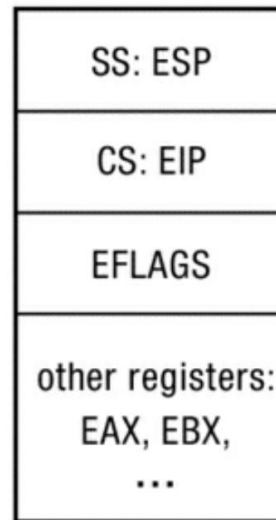 SS: ESP
CS: EIP
EFLAGS
other registers:
EAX, EBX,
...